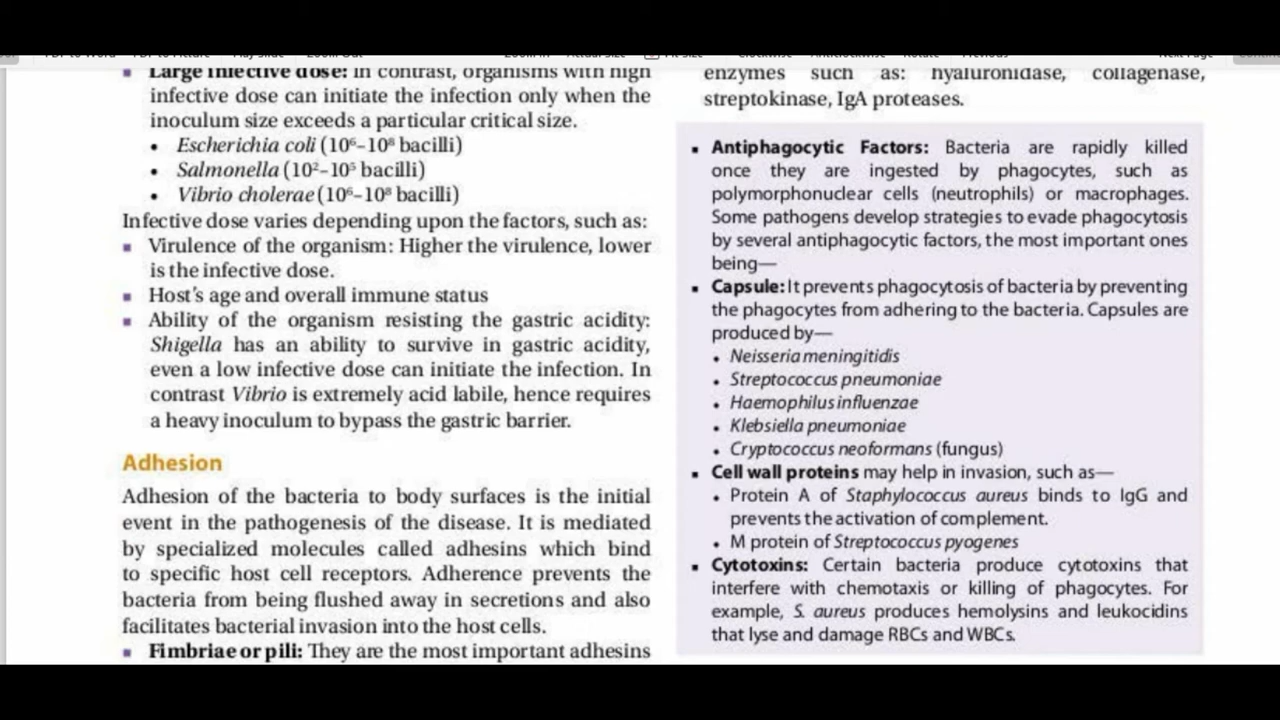 Large infective dose: In contrast, organisms with high
infective dose can initiate the infection only when the
inoculum size exceeds a particular critical size.
• Escherichia coli (10⁶–10⁸ bacilli)
• Salmonella (10²–10⁵ bacilli)
• Vibrio cholerae (10⁶–10⁸ bacilli)
Infective dose varies depending upon the factors, such as:
▪ Virulence of the organism: Higher the virulence, lower
is the infective dose.
▪ Host's age and overall immune status
▪ Ability of the organism resisting the gastric acidity:
Shigella has an ability to survive in gastric acidity,
even a low infective dose can initiate the infection. In
contrast Vibrio is extremely acid labile, hence requires
a heavy inoculum to bypass the gastric barrier.
Adhesion
Adhesion of the bacteria to body surfaces is the initial
event in the pathogenesis of the disease. It is mediated
by specialized molecules called adhesins which bind
to specific host cell receptors. Adherence prevents the
bacteria from being flushed away in secretions and also
facilitates bacterial invasion into the host cells.
▪ Fimbriae or pili: They are the most important adhesins
enzymes such as: hyaluronidase, collagenase,
streptokinase, IgA proteases.
▪ Antiphagocytic Factors: Bacteria are rapidly killed
once they are ingested by phagocytes, such as
polymorphonuclear cells (neutrophils) or macrophages.
Some pathogens develop strategies to evade phagocytosis
by several antiphagocytic factors, the most important ones
being—
▪ Capsule: It prevents phagocytosis of bacteria by preventing
the phagocytes from adhering to the bacteria. Capsules are
produced by—
• Neisseria meningitidis
• Streptococcus pneumoniae
• Haemophilus influenzae
• Klebsiella pneumoniae
• Cryptococcus neoformans (fungus)
▪ Cell wall proteins may help in invasion, such as—
• Protein A of Staphylococcus aureus binds to IgG and
prevents the activation of complement.
• M protein of Streptococcus pyogenes
▪ Cytotoxins: Certain bacteria produce cytotoxins that
interfere with chemotaxis or killing of phagocytes. For
example, S. aureus produces hemolysins and leukocidins
that lyse and damage RBCs and WBCs.